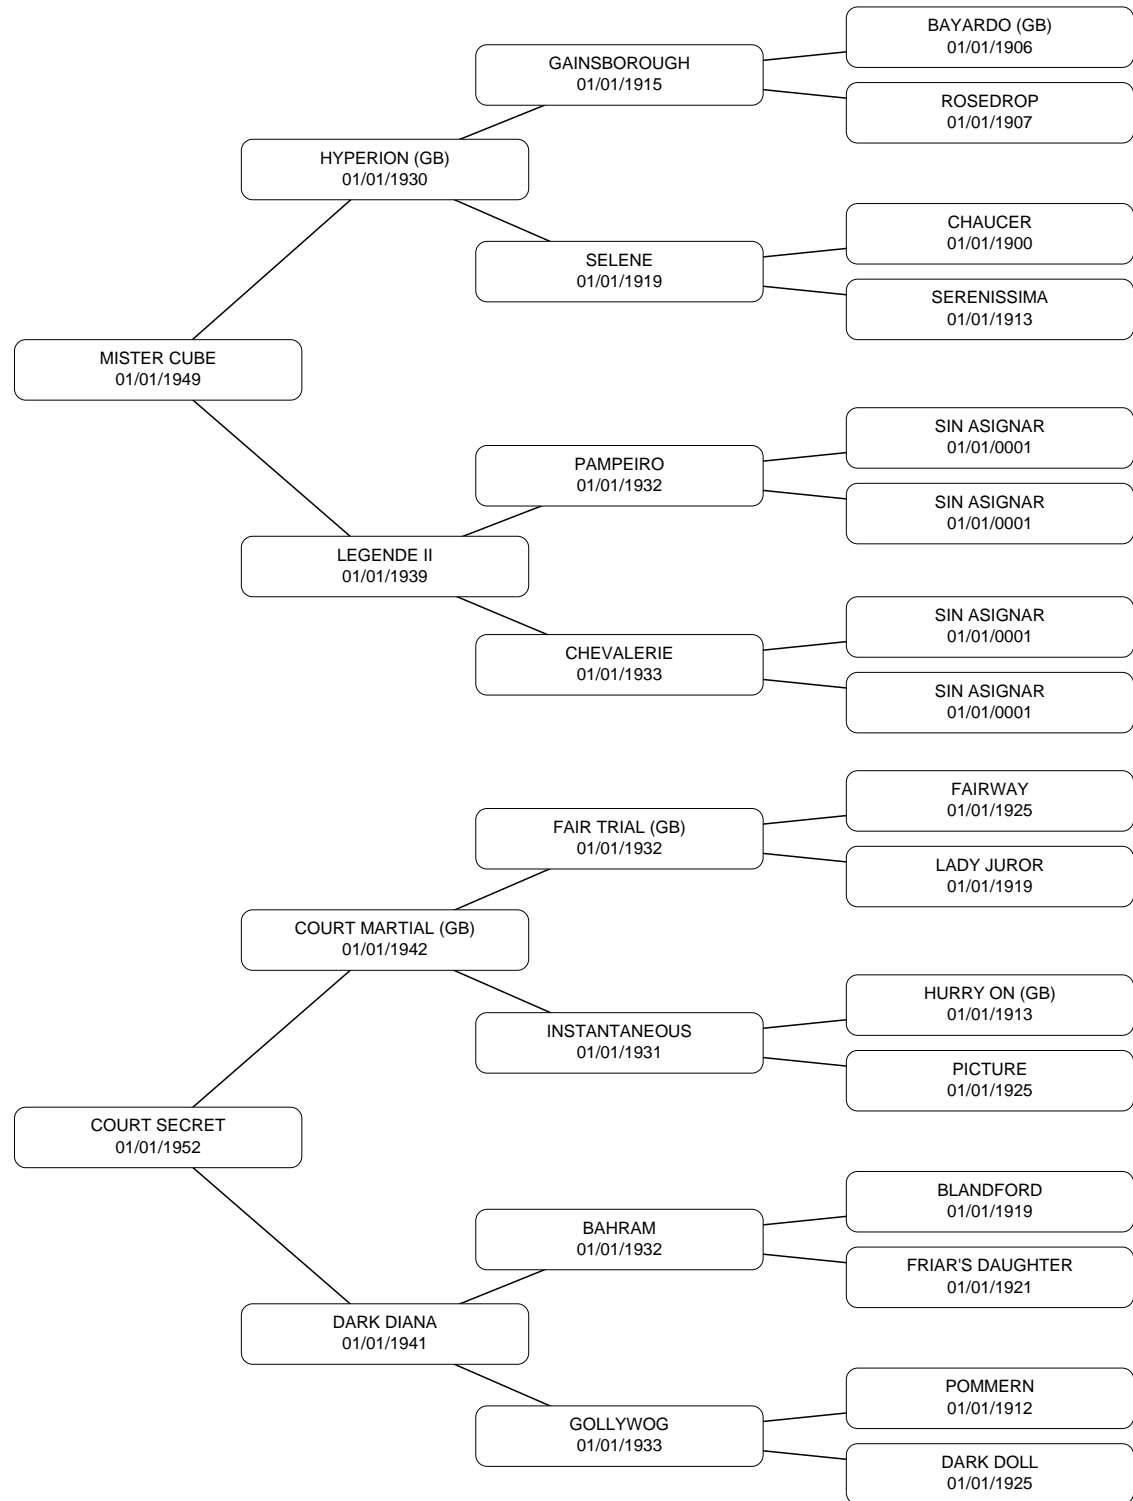 BAYARDO (GB)
01/01/1906
GAINSBOROUGH
01/01/1915
ROSEDROP
01/01/1907
HYPERION (GB)
01/01/1930
CHAUCER
01/01/1900
SELENE
01/01/1919
SERENISSIMA
01/01/1913
MISTER CUBE
01/01/1949
SIN ASIGNAR
01/01/0001
PAMPEIRO
01/01/1932
SIN ASIGNAR
01/01/0001
LEGENDE II
01/01/1939
SIN ASIGNAR
01/01/0001
CHEVALERIE
01/01/1933
SIN ASIGNAR
01/01/0001
FAIRWAY
01/01/1925
FAIR TRIAL (GB)
01/01/1932
LADY JUROR
01/01/1919
COURT MARTIAL (GB)
01/01/1942
HURRY ON (GB)
01/01/1913
INSTANTANEOUS
01/01/1931
PICTURE
01/01/1925
COURT SECRET
01/01/1952
BLANDFORD
01/01/1919
BAHRAM
01/01/1932
FRIAR'S DAUGHTER
01/01/1921
DARK DIANA
01/01/1941
POMMERN
01/01/1912
GOLLYWOG
01/01/1933
DARK DOLL
01/01/1925